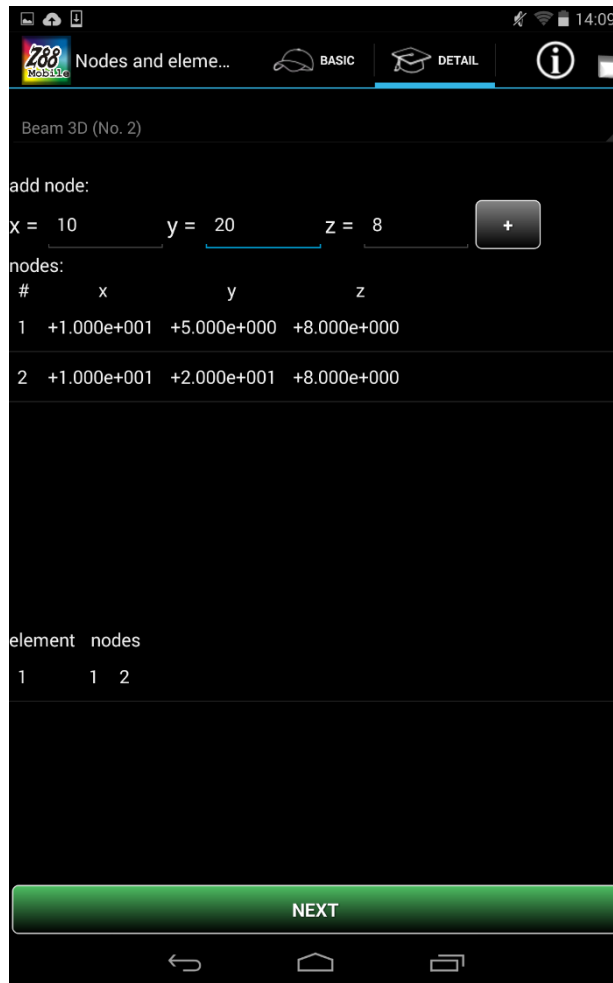 14:09
Z88 Mobile Nodes and eleme... BASIC DETAIL
Beam 3D (No. 2)
add node:
x = 10 y = 20 z = 8 +
nodes:
# x y z
1 +1.000e+001 +5.000e+000 +8.000e+000
2 +1.000e+001 +2.000e+001 +8.000e+000
element nodes
1 1 2
NEXT